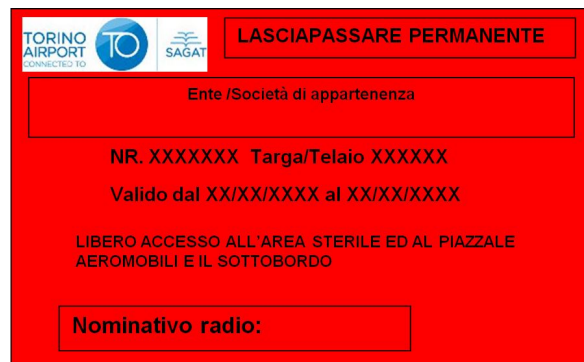 TORINO
AIRPORT
CONNECTED TO
TO
SAGAT
LASCIAPASSARE PERMANENTE
Ente /Società di appartenenza
NR. XXXXXXX Targa/Telaio XXXXXX
Valido dal XX/XX/XXXX al XX/XX/XXXX
LIBERO ACCESSO ALL'AREA STERILE ED AL PIAZZALE
AEROMOBILI E IL SOTTOBORDO
Nominativo radio: